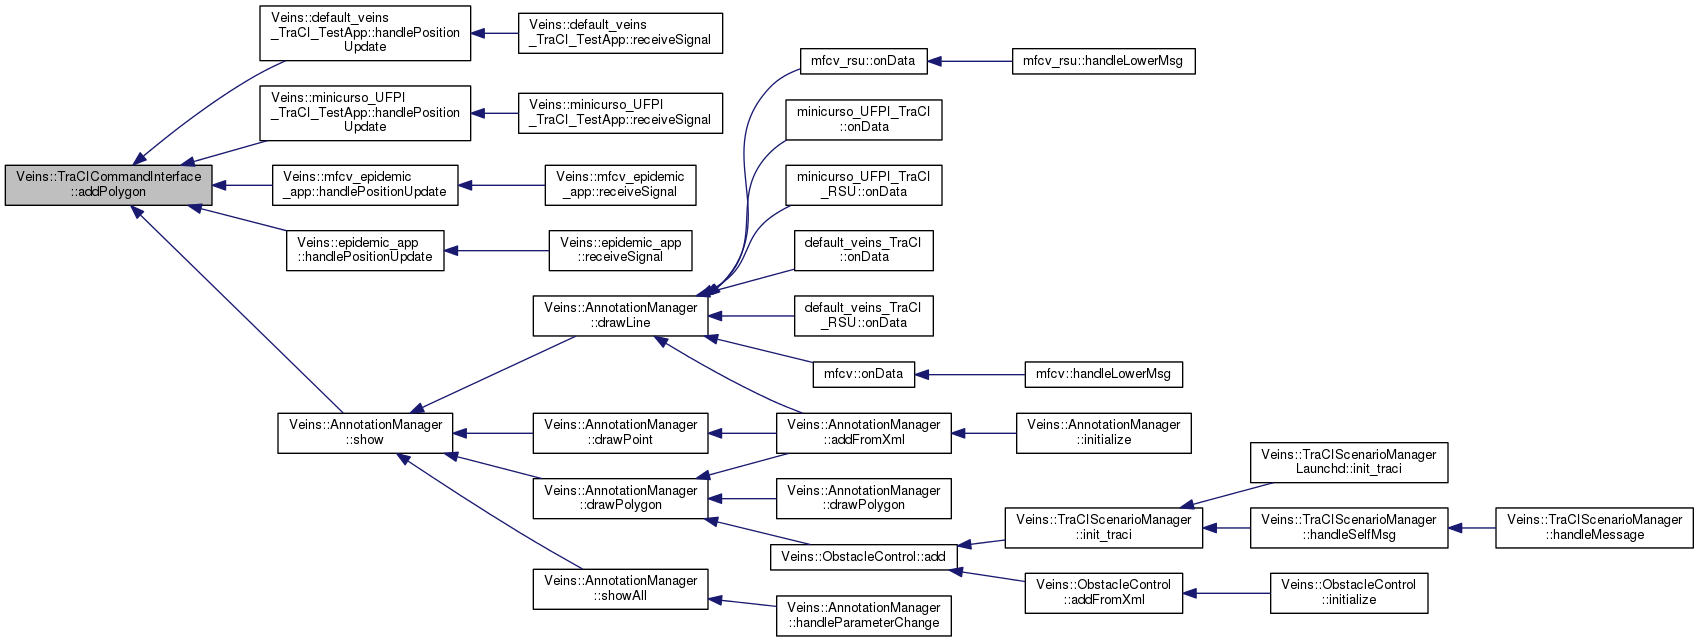 Veins::TraCICommandInterface
::addPolygon
Veins::default_veins
_TraCI_TestApp::handlePosition
Update
Veins::default_veins
_TraCI_TestApp::receiveSignal
Veins::minicurso_UFPI
_TraCI_TestApp::handlePosition
Update
Veins::minicurso_UFPI
_TraCI_TestApp::receiveSignal
Veins::mfcv_epidemic
_app::handlePositionUpdate
Veins::mfcv_epidemic
_app::receiveSignal
Veins::epidemic_app
::handlePositionUpdate
Veins::epidemic_app
::receiveSignal
Veins::AnnotationManager
::show
Veins::AnnotationManager
::drawLine
mfcv_rsu::onData
mfcv_rsu::handleLowerMsg
minicurso_UFPI_TraCI
::onData
minicurso_UFPI_TraCI
_RSU::onData
default_veins_TraCI
::onData
default_veins_TraCI
_RSU::onData
mfcv::onData
mfcv::handleLowerMsg
Veins::AnnotationManager
::drawPoint
Veins::AnnotationManager
::addFromXml
Veins::AnnotationManager
::initialize
Veins::AnnotationManager
::drawPolygon
Veins::AnnotationManager
::drawPolygon
Veins::ObstacleControl::add
Veins::TraCIScenarioManager
::init_traci
Veins::TraCIScenarioManager
Launchd::init_traci
Veins::TraCIScenarioManager
::handleSelfMsg
Veins::TraCIScenarioManager
::handleMessage
Veins::ObstacleControl
::addFromXml
Veins::ObstacleControl
::initialize
Veins::AnnotationManager
::showAll
Veins::AnnotationManager
::handleParameterChange